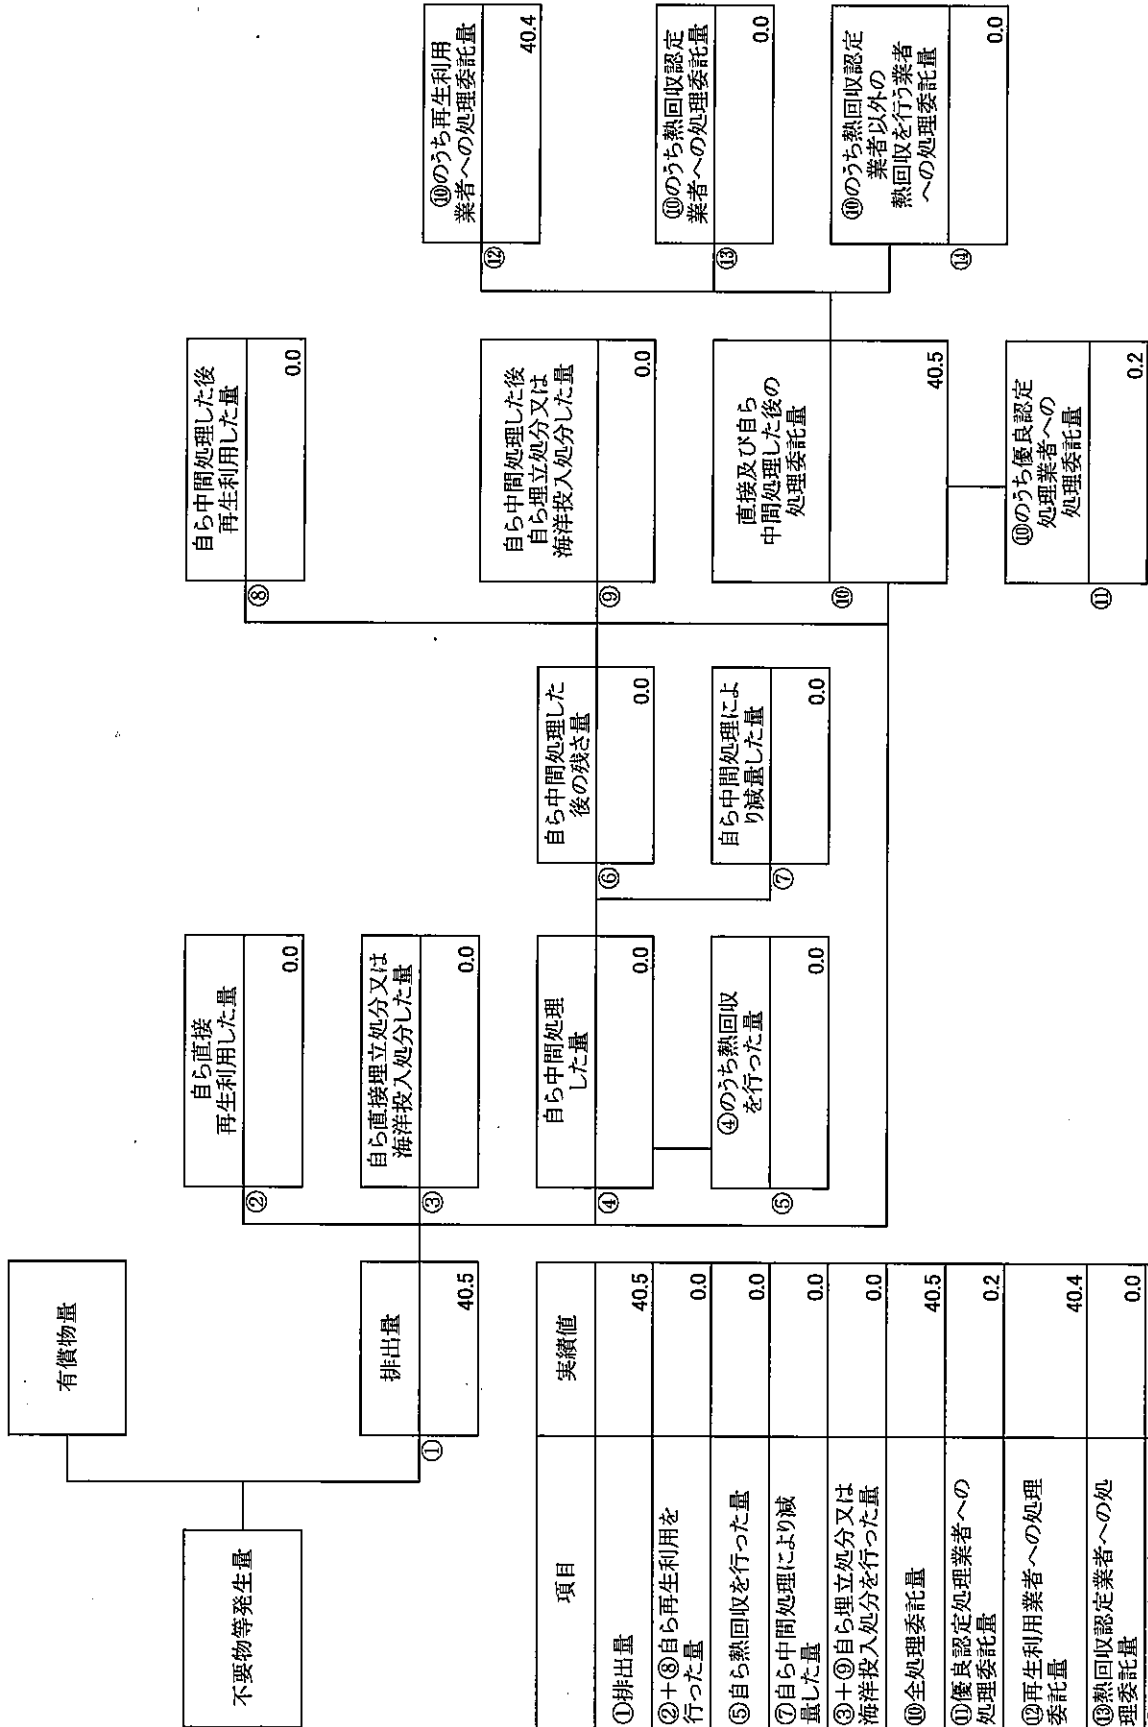 不要物等発生量
有償物量
排出量
①
40.5
自ら直接
再生利用した量
②
0.0
自ら直接埋立処分又は
海洋投入処分した量
③
0.0
自ら中間処理
した量
④
0.0
④のうち熱回収
を行った量
⑤
0.0
自ら中間処理した
後の残さ量
⑥
0.0
自ら中間処理によ
り減量した量
⑦
0.0
自ら中間処理した後
再生利用した量
⑧
0.0
自ら中間処理した後
自ら埋立処分又は
海洋投入処分した量
⑨
0.0
直接及び自ら
中間処理した後の
処理委託量
⑩
40.5
⑩のうち優良認定
処理業者への
処理委託量
⑪
0.2
⑩のうち再生利用
業者への処理委託量
⑫
40.4
⑩のうち熱回収認定
業者への処理委託量
⑬
0.0
⑩のうち熱回収認定
業者以外の
熱回収を行う業者
への処理委託量
⑭
0.0
項目 実績値
①排出量 40.5
②+⑧自ら再生利用を
行った量 0.0
⑤自ら熱回収を行った量 0.0
⑦自ら中間処理により減
量した量 0.0
③+⑨自ら埋立処分又は
海洋投入処分を行った量 0.0
⑩全処理委託量 40.5
⑪優良認定処理業者への
処理委託量 0.2
⑫再生利用業者への処理
委託量 40.4
⑬熱回収認定業者への処
理委託量 0.0